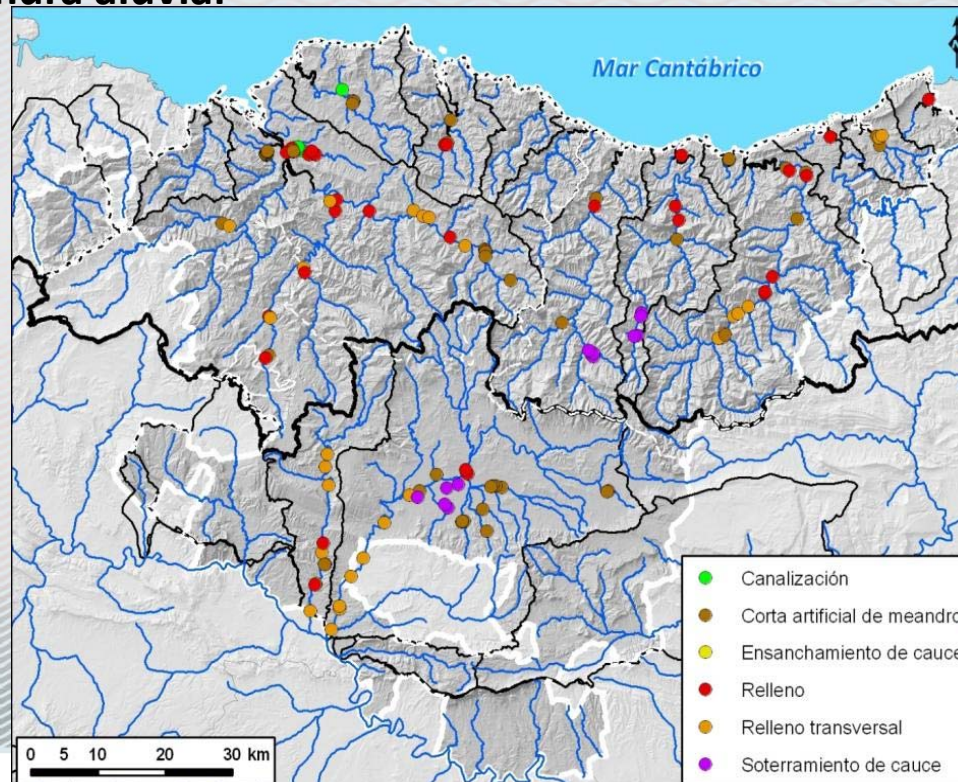 aluvial
Mar Cantábrico
Canalización
Corta artificial de meandro
Ensanchamiento de cauce
Relleno
Relleno transversal
Soterramiento de cauce
0 5 10 20 30 km